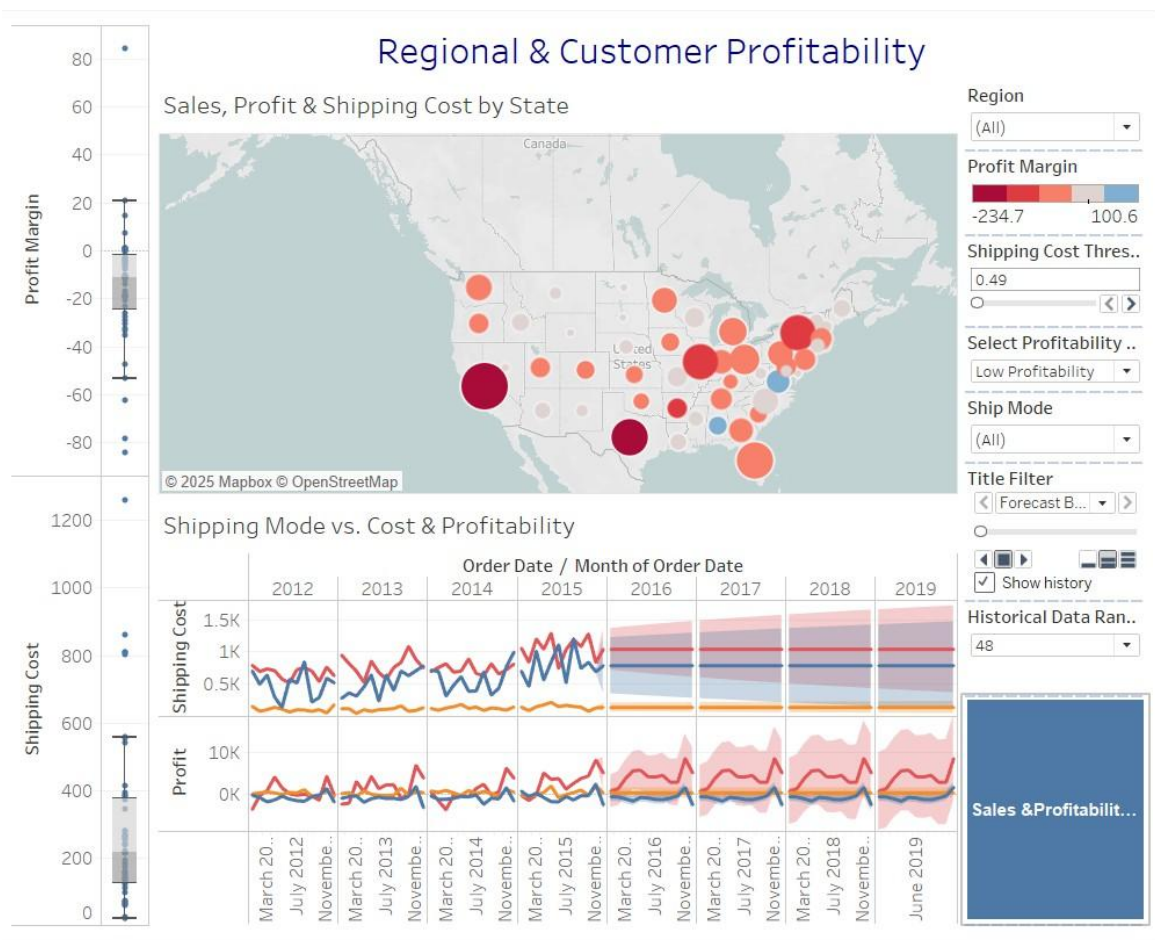 Regional & Customer Profitability
80
60
40
20
0
-20
-40
-60
-80
Profit Margin
1200
1000
800
600
400
200
0
Shipping Cost
Sales, Profit & Shipping Cost by State
Canada
United
States
© 2025 Mapbox © OpenStreetMap
Shipping Mode vs. Cost & Profitability
Order Date / Month of Order Date
2012 2013 2014 2015 2016 2017 2018 2019
Shipping Cost
1.5K
1K
0.5K
Profit
10K
0K
March 20..
July 2012
Novembe..
March 20..
July 2013
Novembe..
March 20..
July 2014
Novembe..
March 20..
July 2015
Novembe..
March 20..
July 2016
Novembe..
March 20..
July 2017
Novembe..
March 20..
July 2018
Novembe..
June 2019
Region
(All)
Profit Margin
-234.7 100.6
Shipping Cost Thres..
0.49
Select Profitability ..
Low Profitability
Ship Mode
(All)
Title Filter
Forecast B...
Show history
Historical Data Ran..
48
Sales &Profitabilit...